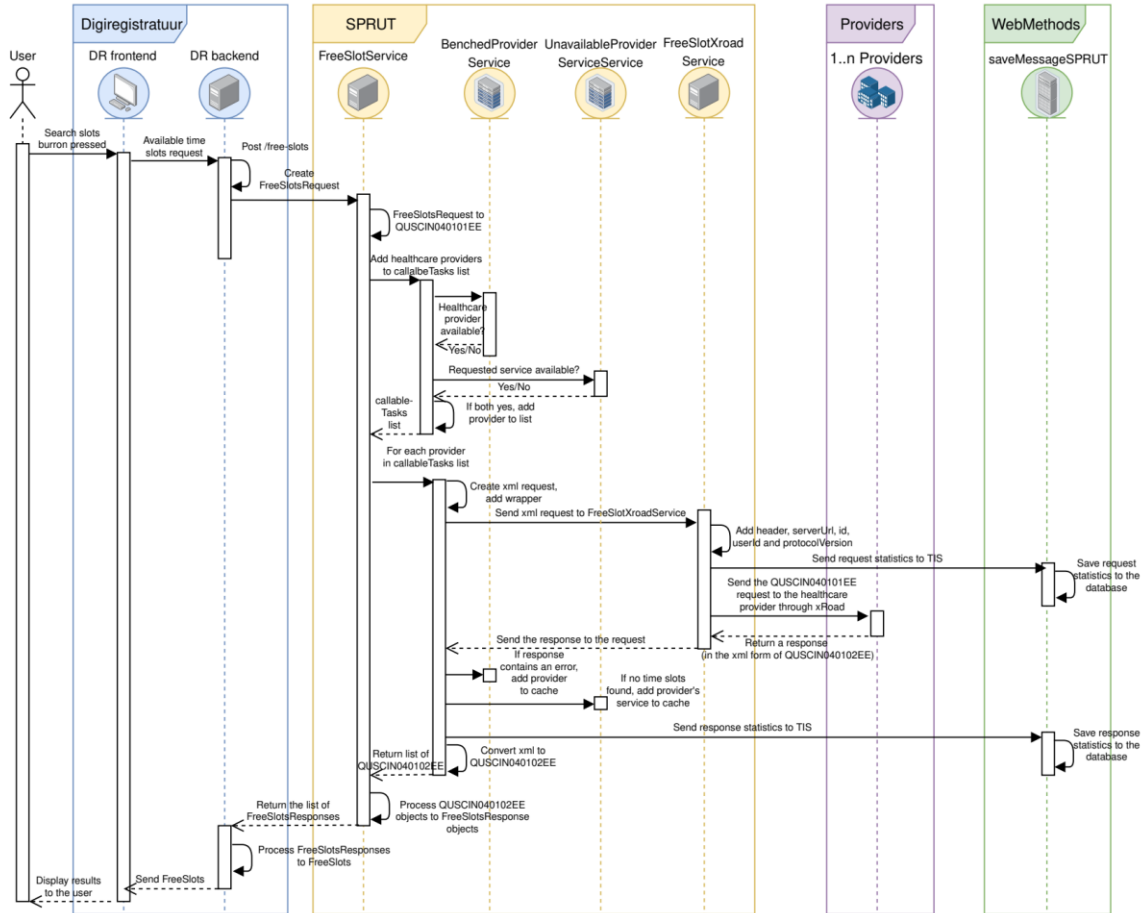 Digiregistratuur
SPRUT
Providers
WebMethods
User
DR frontend
DR backend
FreeSlotService
BenchedProvider
Service
UnavailableProvider
ServiceService
FreeSlotXroad
Service
1..n Providers
saveMessageSPRUT
Search slots
burron pressed
Available time
slots request
Post /free-slots
Create
FreeSlotsRequest
FreeSlotsRequest to
QUSCIN040101EE
Add healthcare providers
to callalbeTasks list
Healthcare
provider
available?
Yes/No
Requested service available?
Yes/No
callable-
Tasks
list
If both yes, add
provider to list
For each provider
in callableTasks list
Create xml request,
add wrapper
Send xml request to FreeSlotXroadService
Add header, serverUrl, id,
userId and protocolVersion
Send request statistics to TIS
Save request
statistics to the
database
Send the QUSCIN040101EE
request to the healthcare
provider through xRoad
Send the response to the request
Return a response
(in the xml form of QUSCIN040102EE)
If response
contains an error,
add provider
to cache
If no time slots
found, add provider's
service to cache
Send response statistics to TIS
Save response
statistics to the
database
Return list of
QUSCIN040102EE
Convert xml to
QUSCIN040102EE
Process QUSCIN040102EE
objects to FreeSlotsResponse
objects
Return the list of
FreeSlotsResponses
Process FreeSlotsResponses
to FreeSlots
Send FreeSlots
Display results
to the user